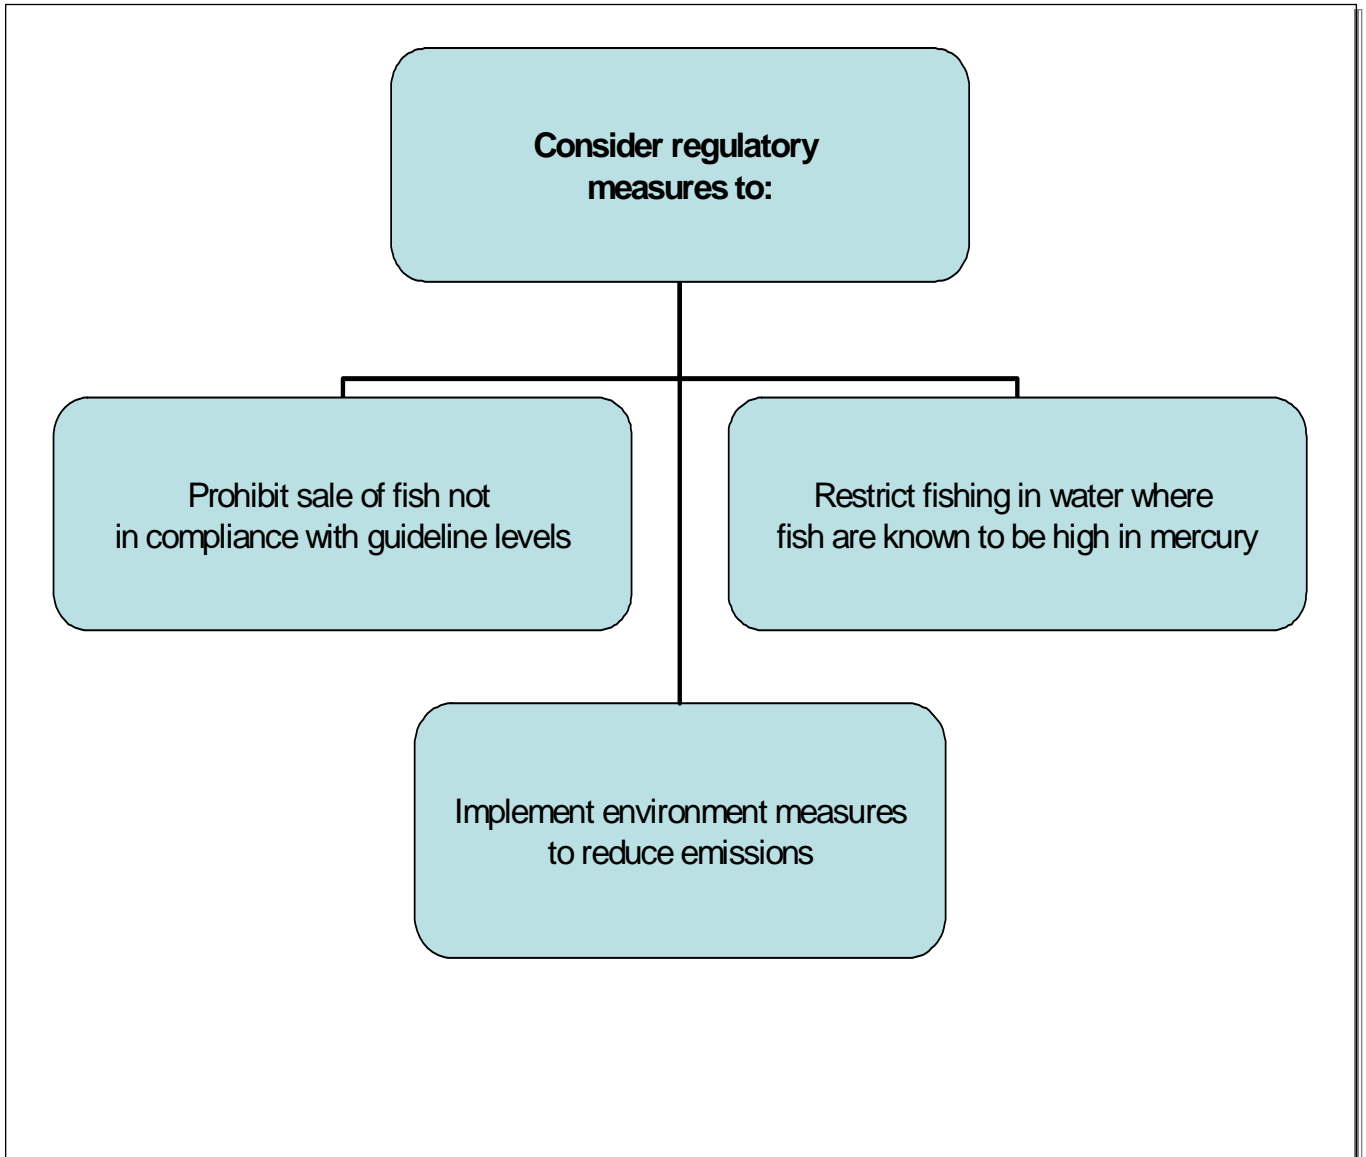 Consider regulatory
measures to:
Prohibit sale of fish not
in compliance with guideline levels
Restrict fishing in water where
fish are known to be high in mercury
Implement environment measures
to reduce emissions